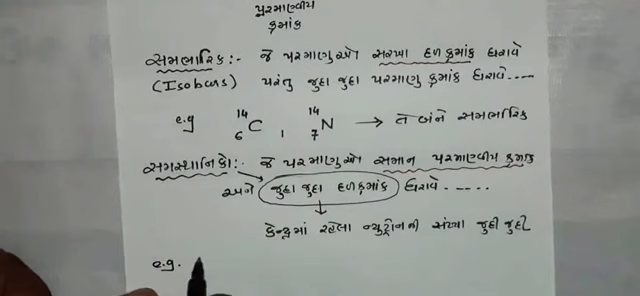 પરમાણ્વીય
ક્રમાંક
સમભારિક :- જે પરમાણુઓ સરખા દળક્રમાંક ધરાવે
(Isobars) પરંતુ જુદા જુદા પરમાણુ ક્રમાંક ધરાવે.....
e.g ¹⁴₆C , ¹⁴₇N → તે બંને સમભારિક
સમસ્થાનિકો :- જે પરમાણુઓ સમાન પરમાણ્વીય ક્રમાંક
અને જુદા જુદા દળક્રમાંક ધરાવે.....
કેન્દ્રમાં રહેલા ન્યુટ્રોનની સંખ્યા જુદી જુદી
e.g.